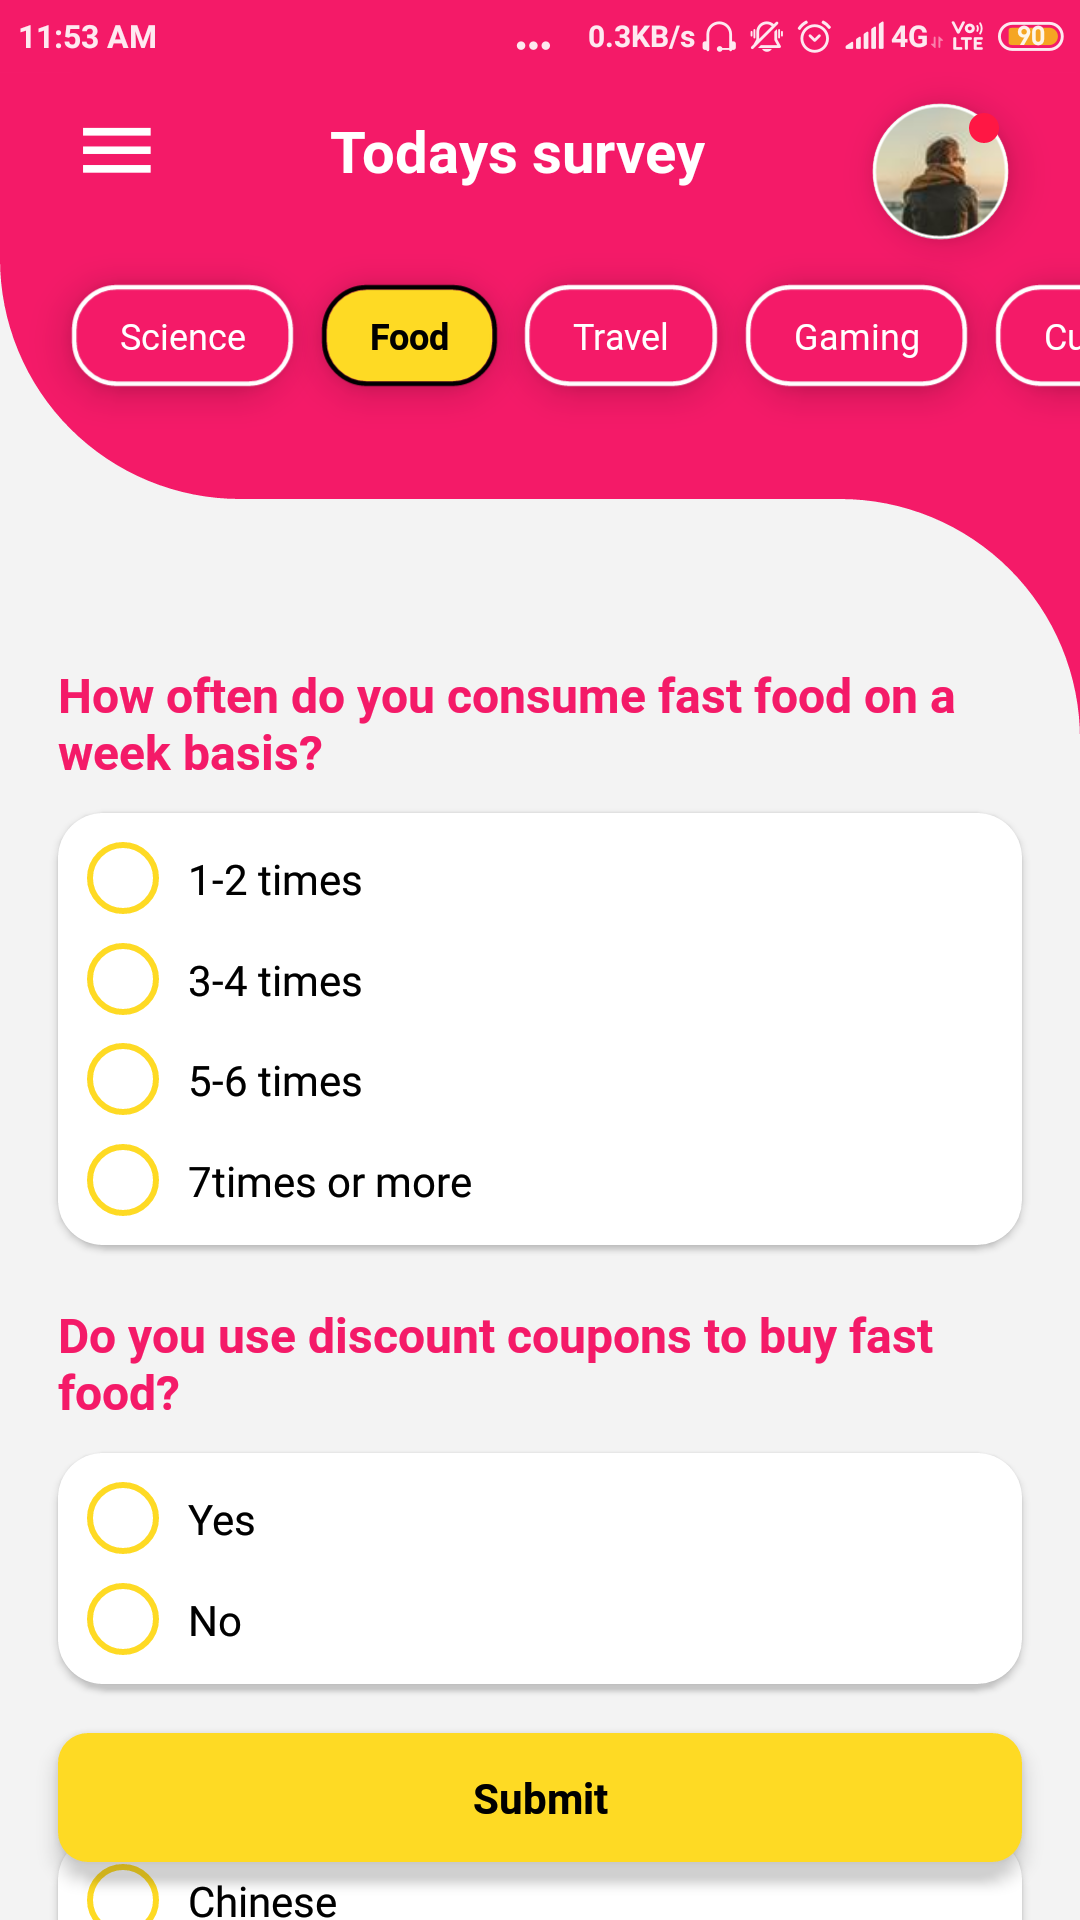 11:53 AM ... 0.3KB/s 4G VoLTE 90
Todays survey
Science Food Travel Gaming Cu
How often do you consume fast food on a
week basis?
1-2 times
3-4 times
5-6 times
7times or more
Do you use discount coupons to buy fast
food?
Yes
No
Submit
Chinese